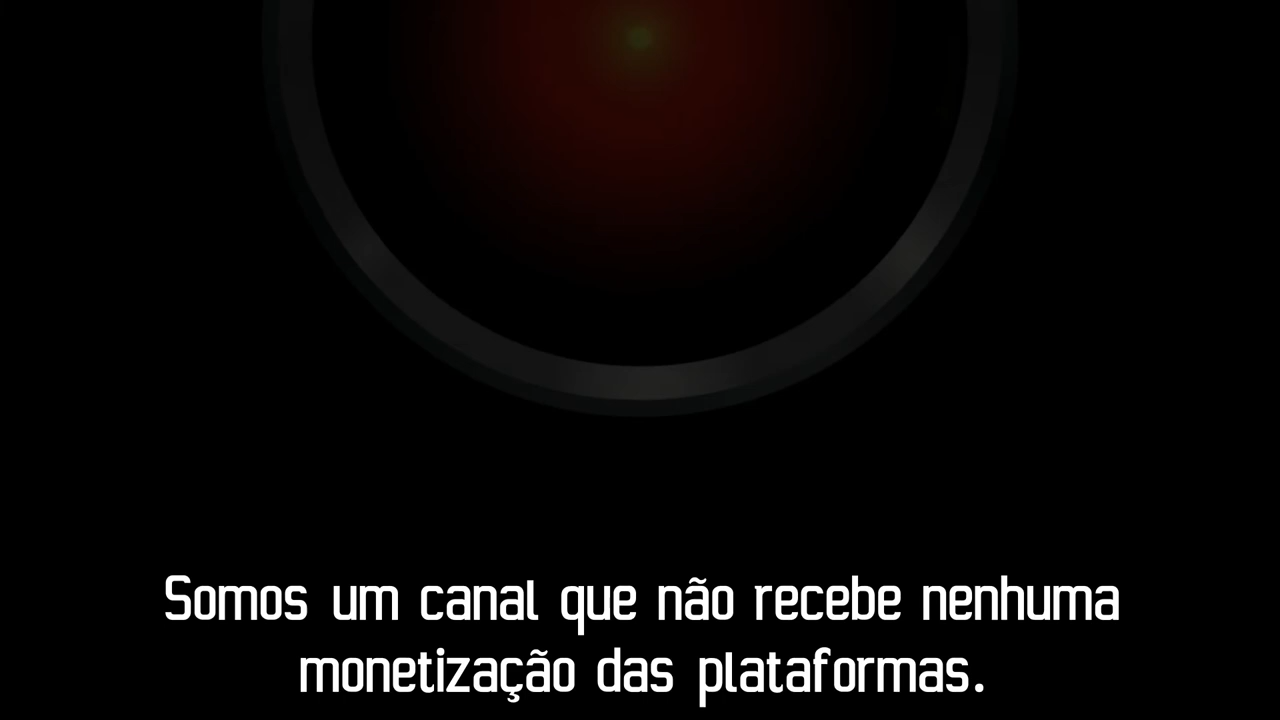 Somos um canal que não recebe nenhuma
monetização das plataformas.